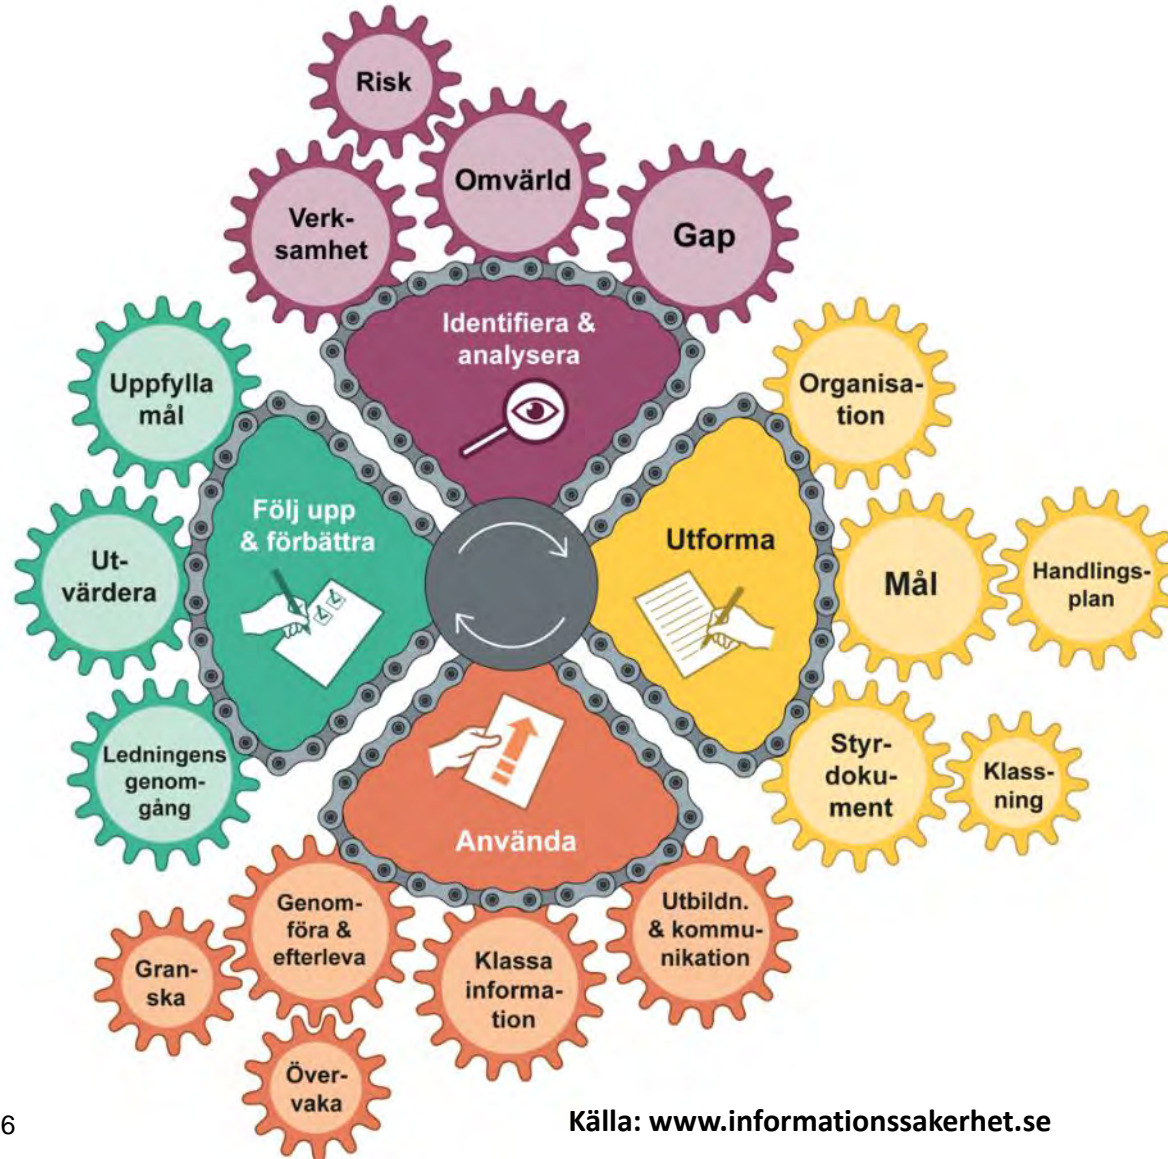 Risk
Omvärld
Verk-
samhet
Gap
Identifiera &
analysera
Uppfylla
mål
Organisa-
tion
Följ upp
& förbättra
Utforma
Ut-
värdera
Mål
Handlings-
plan
Ledningens
genom-
gång
Styr-
doku-
ment
Klass-
ning
Använda
Genom-
föra &
efterleva
Utbildn.
& kommu-
nikation
Gran-
ska
Klassa
informa-
tion
Över-
vaka
6
Källa: www.informationssakerhet.se